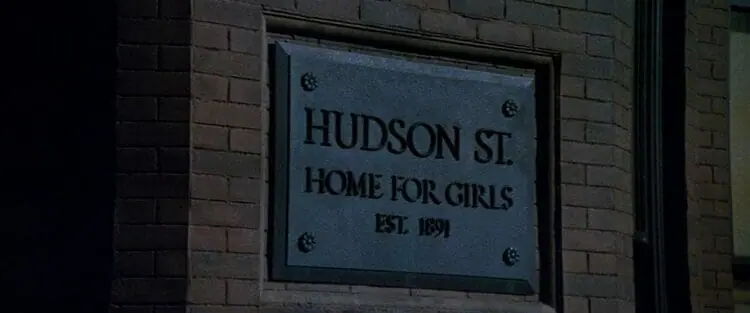 HUDSON ST.
HOME FOR GIRLS
EST. 1891